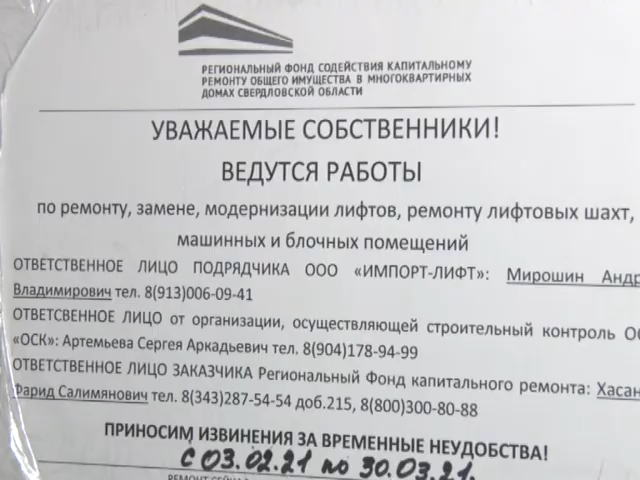 РЕГИОНАЛЬНЫЙ ФОНД СОДЕЙСТВИЯ КАПИТАЛЬНОМУ
РЕМОНТУ ОБЩЕГО ИМУЩЕСТВА В МНОГОКВАРТИРНЫХ
ДОМАХ СВЕРДЛОВСКОЙ ОБЛАСТИ
УВАЖАЕМЫЕ СОБСТВЕННИКИ!
ВЕДУТСЯ РАБОТЫ
по ремонту, замене, модернизации лифтов, ремонту лифтовых шахт,
машинных и блочных помещений
ОТВЕТСТВЕННОЕ ЛИЦО ПОДРЯДЧИКА ООО «ИМПОРТ-ЛИФТ»: Мирошин Андр
Владимирович тел. 8(913)006-09-41
ОТВЕТСВЕННОЕ ЛИЦО от организации, осуществляющей строительный контроль
«ОСК»: Артемьева Сергея Аркадьевич тел. 8(904)178-94-99
ОТВЕТСТВЕННОЕ ЛИЦО ЗАКАЗЧИКА Региональный Фонд капитального ремонта: Хасан
Фарид Салимянович тел. 8(343)287-54-54 доб.215, 8(800)300-80-88
ПРИНОСИМ ИЗВИНЕНИЯ ЗА ВРЕМЕННЫЕ НЕУДОБСТВА!
с 03.02.21 по 30.03.21.